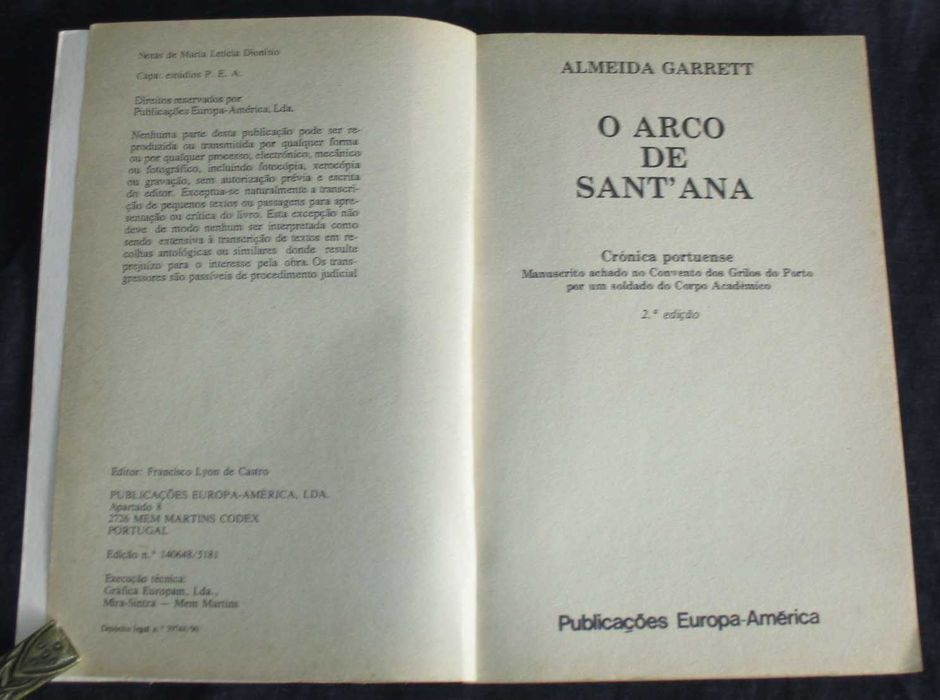 Notas de Maria Letícia Dionísio
Capa: estúdios P. E. A.
Direitos reservados por
Publicações Europa-América, Lda.
Nenhuma parte desta publicação pode ser re-
produzida ou transmitida por qualquer forma
ou por qualquer processo, electrónico, mecânico
ou fotográfico, incluindo fotocópia, xerocópia
ou gravação, sem autorização prévia e escrita
do editor. Exceptua-se naturalmente a transcri-
ção de pequenos textos ou passagens para apre-
sentação ou crítica do livro. Esta excepção não
deve de modo nenhum ser interpretada como
sendo extensiva à transcrição de textos em re-
colhas antológicas ou similares donde resulte
prejuízo para o interesse pela obra. Os trans-
gressores são passíveis de procedimento judicial
Editor: Francisco Lyon de Castro
PUBLICAÇÕES EUROPA-AMÉRICA, LDA.
Apartado 8
2726 MEM MARTINS CODEX
PORTUGAL
Edição n.º 140648/5181
Execução técnica:
Gráfica Europam, Lda.,
Mira-Sintra — Mem Martins
Depósito legal n.º
ALMEIDA GARRETT
O ARCO
DE
SANT'ANA
Crónica portuense
Manuscrito achado no Convento dos Grilos do Porto
por um soldado do Corpo Académico
2.ª edição
Publicações Europa-América